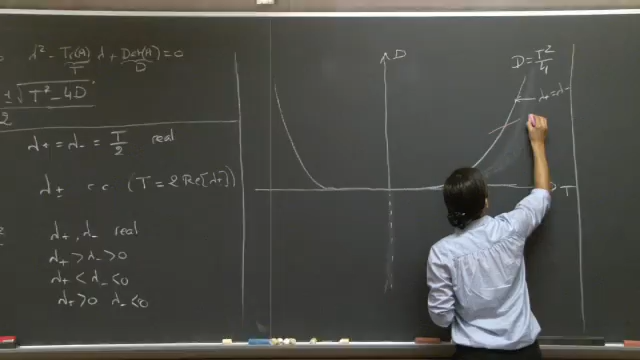 λ² - Tr(A) λ + Det(A) = 0
T D
± √T² - 4D
2
λ₊ = λ₋ = T/2 real
λ± c.c. (T = 2 Re[λ±])
λ₊, λ₋ real
λ₊ > λ₋ > 0
λ₊ < λ₋ < 0
λ₊ > 0 λ₋ < 0
D
D = T²/4
λ₊ = λ₋
T